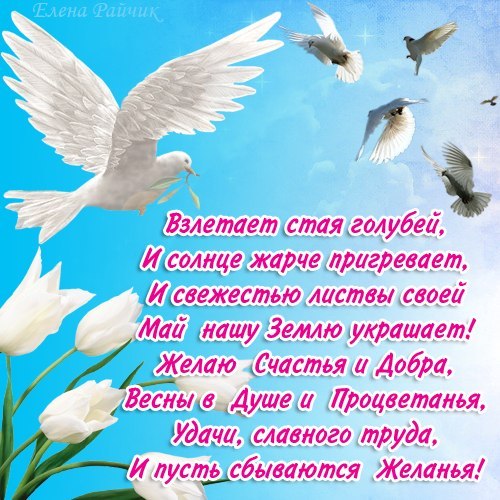 Елена Райчик
Взлетает стая голубей,
И солнце жарче пригревает,
И свежестью листвы своей
Май нашу Землю украшает!
Желаю Счастья и Добра,
Весны в Душе и Процветанья,
Удачи, славного труда,
И пусть сбываются Желанья!